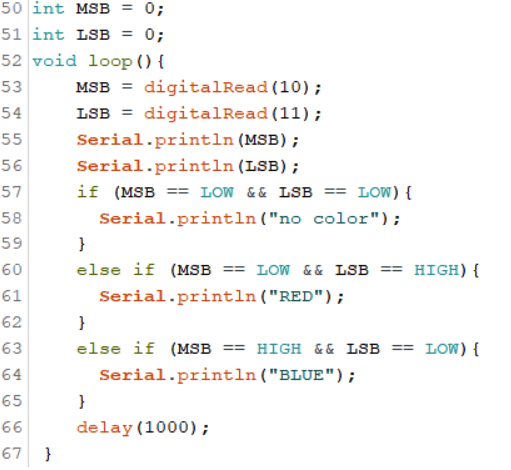 50 int MSB = 0;
51 int LSB = 0;
52 void loop(){
53     MSB = digitalRead(10);
54     LSB = digitalRead(11);
55     Serial.println(MSB);
56     Serial.println(LSB);
57     if (MSB == LOW && LSB == LOW){
58       Serial.println("no color");
59     }
60     else if (MSB == LOW && LSB == HIGH){
61       Serial.println("RED");
62     }
63     else if (MSB == HIGH && LSB == LOW){
64       Serial.println("BLUE");
65     }
66     delay(1000);
67  }